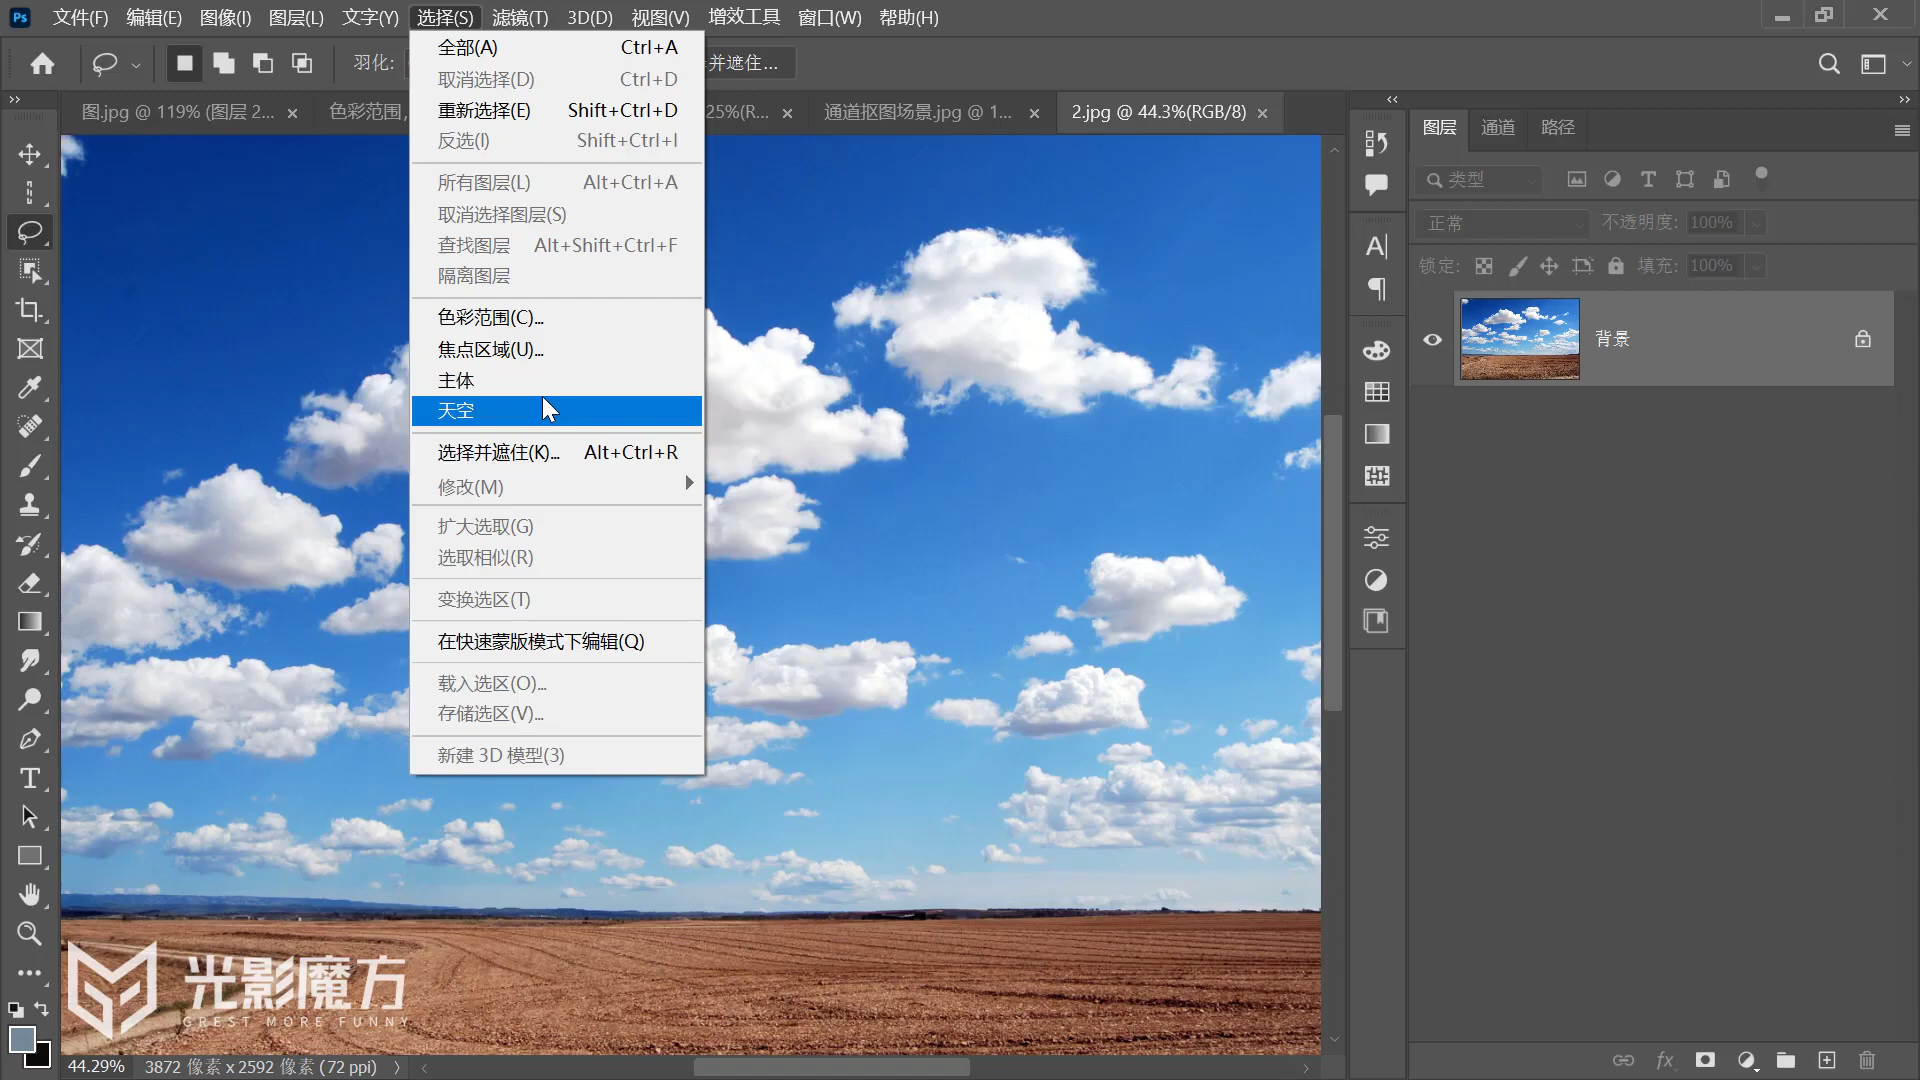 Ps 文件(F) 编辑(E) 图像(I) 图层(L) 文字(Y) 选择(S) 滤镜(T) 3D(D) 视图(V) 增效工具 窗口(W) 帮助(H)
羽化: 并遮住...
图.jpg @ 119% (图层 2... × 色彩范围, 25%(R... × 通道抠图场景.jpg @ 1... × 2.jpg @ 44.3%(RGB/8) ×
全部(A) Ctrl+A
取消选择(D) Ctrl+D
重新选择(E) Shift+Ctrl+D
反选(I) Shift+Ctrl+I
所有图层(L) Alt+Ctrl+A
取消选择图层(S)
查找图层 Alt+Shift+Ctrl+F
隔离图层
色彩范围(C)...
焦点区域(U)...
主体
天空
选择并遮住(K)... Alt+Ctrl+R
修改(M)
扩大选取(G)
选取相似(R)
变换选区(T)
在快速蒙版模式下编辑(Q)
载入选区(O)...
存储选区(V)...
新建 3D 模型(3)
图层 通道 路径
类型
正常 不透明度: 100%
锁定: 填充: 100%
背景
光影魔方
GREST MORE FUNNY
44.29% 3872 像素 x 2592 像素 (72 ppi)
fx